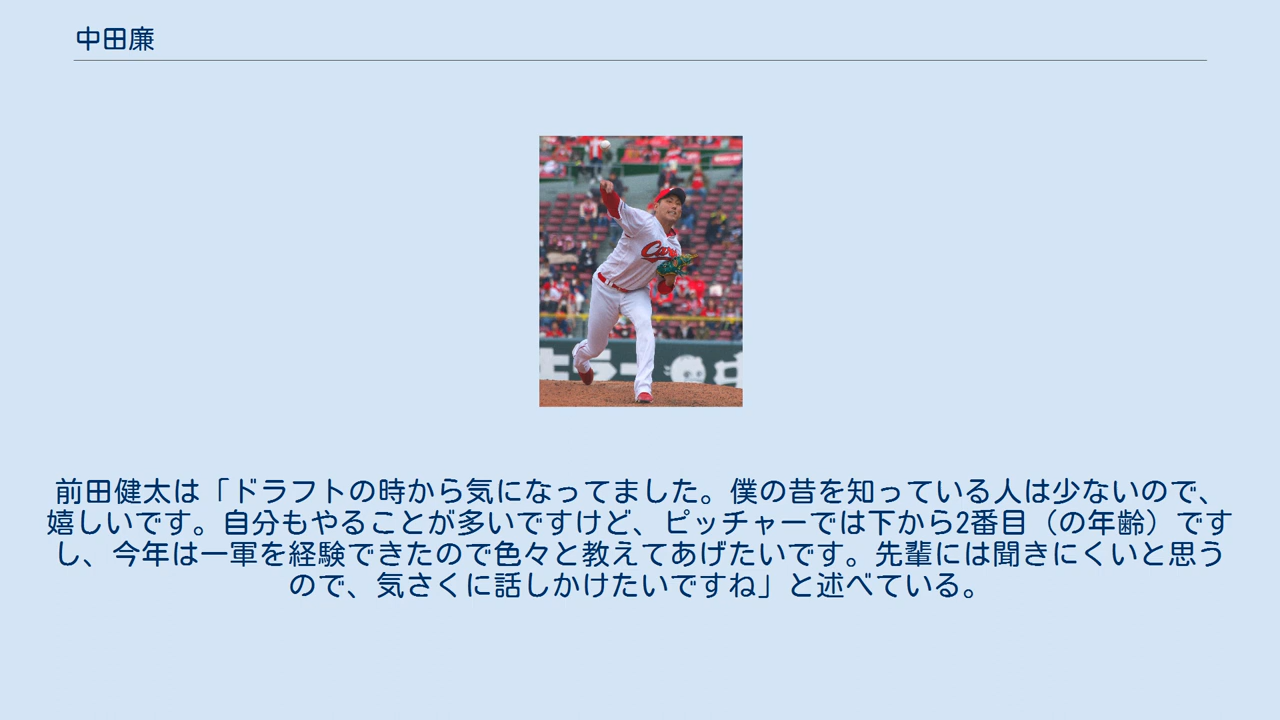 中田廉
前田健太は「ドラフトの時から気になってました。僕の昔を知っている人は少ないので、
嬉しいです。自分もやることが多いですけど、ピッチャーでは下から2番目（の年齢）です
し、今年は一軍を経験できたので色々と教えてあげたいです。先輩には聞きにくいと思う
ので、気さくに話しかけたいですね」と述べている。